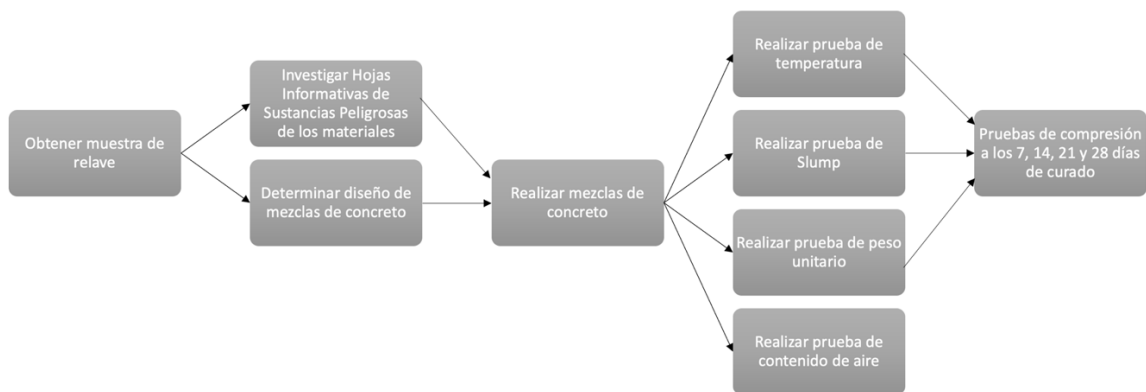 Obtener muestra de
relave
Investigar Hojas
Informativas de
Sustancias Peligrosas
de los materiales
Determinar diseño de
mezclas de concreto
Realizar mezclas de
concreto
Realizar prueba de
temperatura
Realizar prueba de
Slump
Realizar prueba de peso
unitario
Realizar prueba de
contenido de aire
Pruebas de compresión
a los 7, 14, 21 y 28 días
de curado